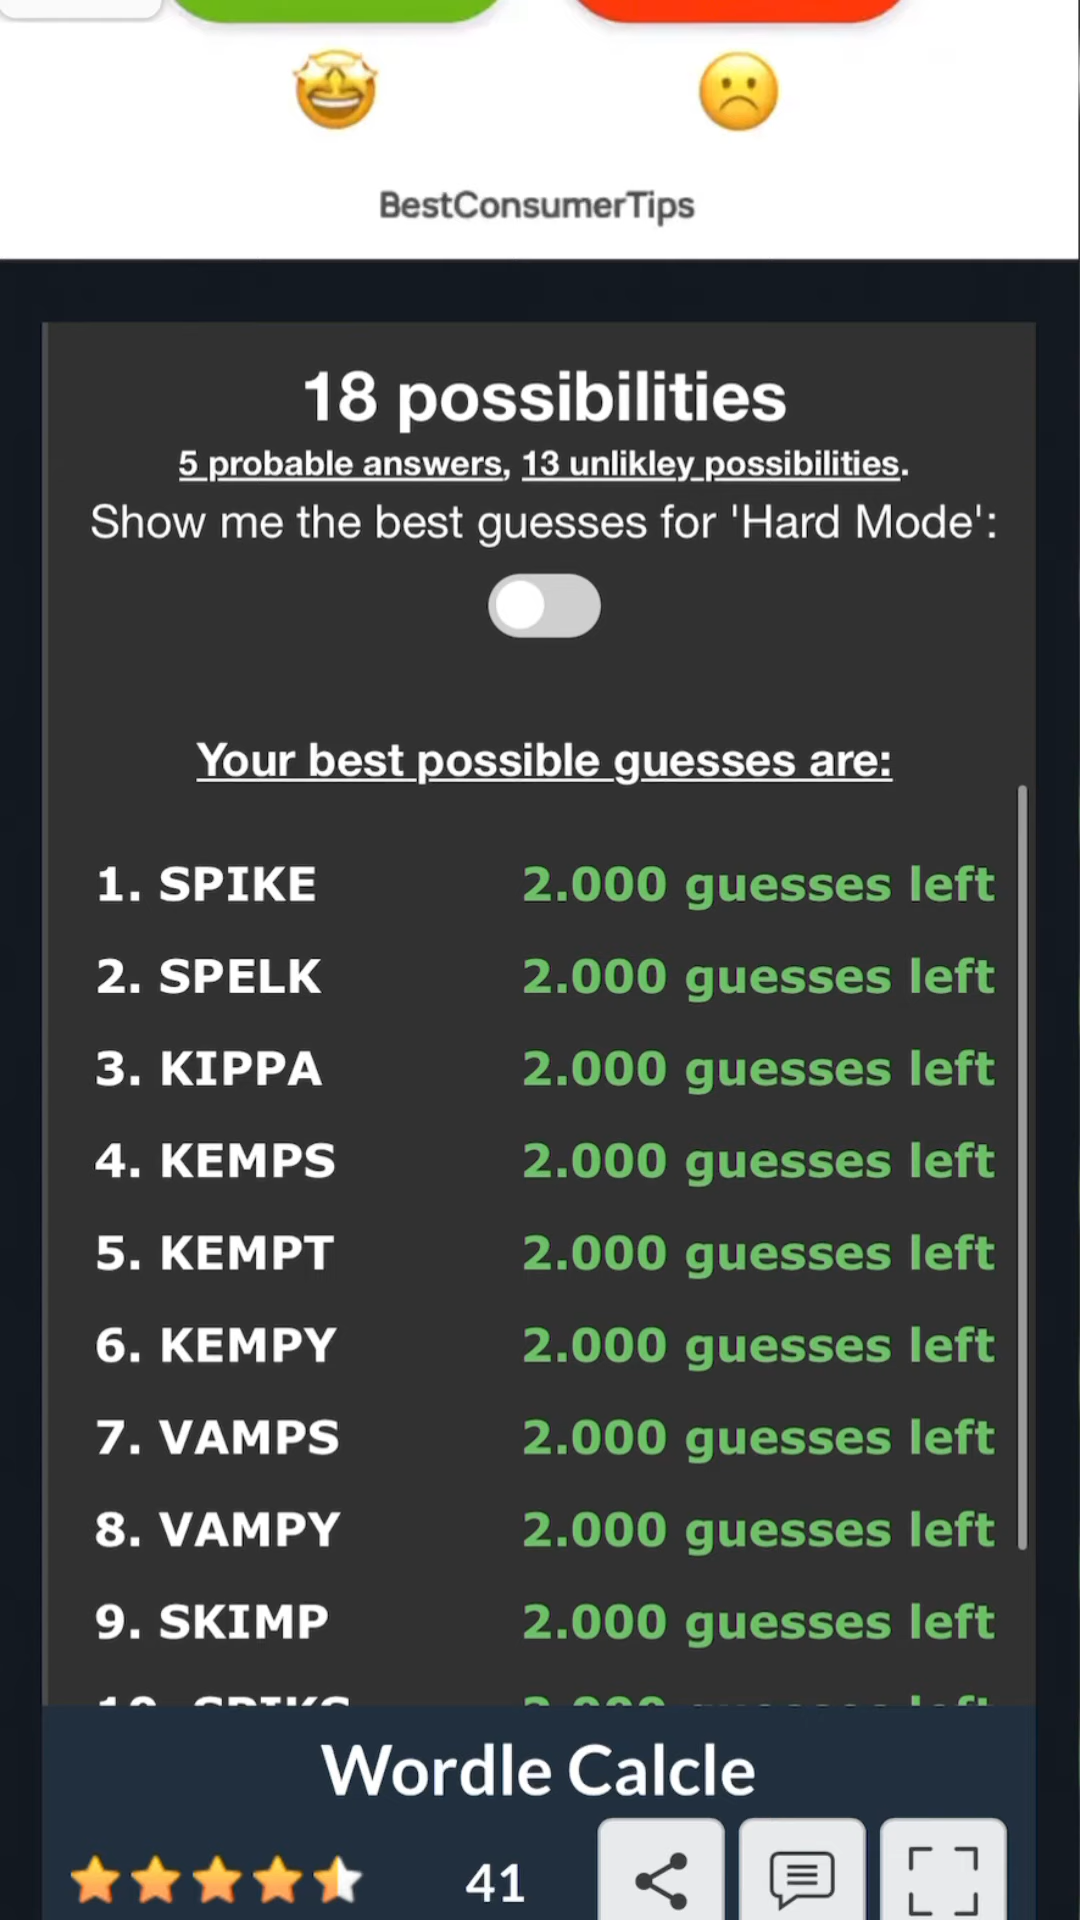 BestConsumerTips
18 possibilities
5 probable answers, 13 unlikley possibilities.
Show me the best guesses for 'Hard Mode':
Your best possible guesses are:
1. SPIKE 2.000 guesses left
2. SPELK 2.000 guesses left
3. KIPPA 2.000 guesses left
4. KEMPS 2.000 guesses left
5. KEMPT 2.000 guesses left
6. KEMPY 2.000 guesses left
7. VAMPS 2.000 guesses left
8. VAMPY 2.000 guesses left
9. SKIMP 2.000 guesses left
Wordle Calcle
41